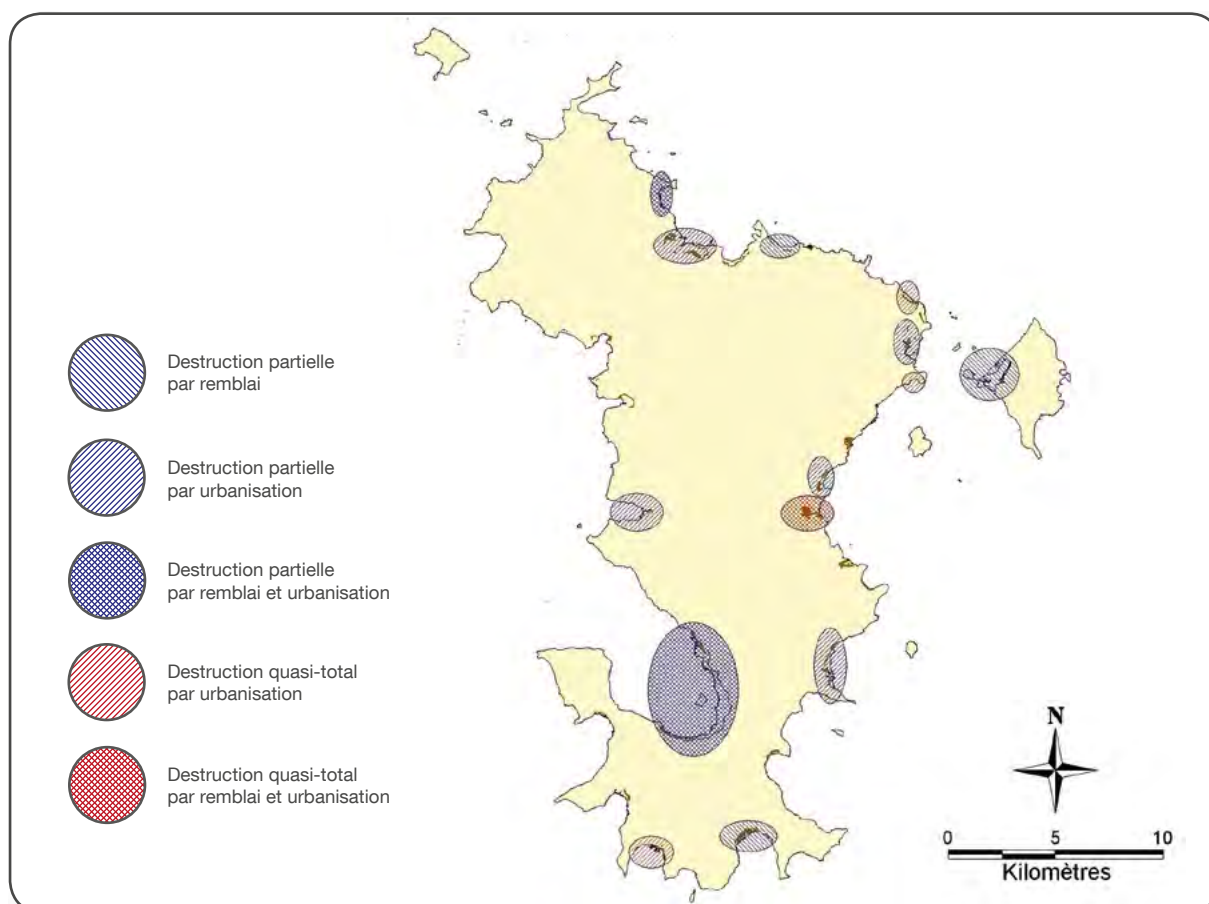 Destruction partielle
par remblai
Destruction partielle
par urbanisation
Destruction partielle
par remblai et urbanisation
Destruction quasi-total
par urbanisation
Destruction quasi-total
par remblai et urbanisation
N
0 5 10
Kilomètres